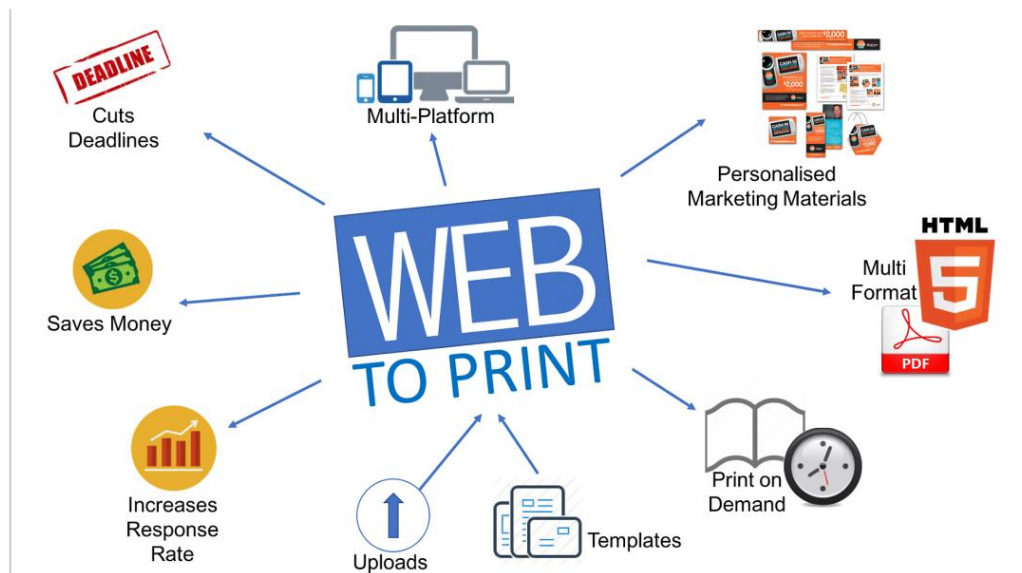 DEADLINE
Cuts
Deadlines
Multi-Platform
Personalised
Marketing Materials
WEB
TO PRINT
Saves Money
HTML
5
Multi
Format
PDF
Increases
Response
Rate
Uploads
Templates
Print on
Demand